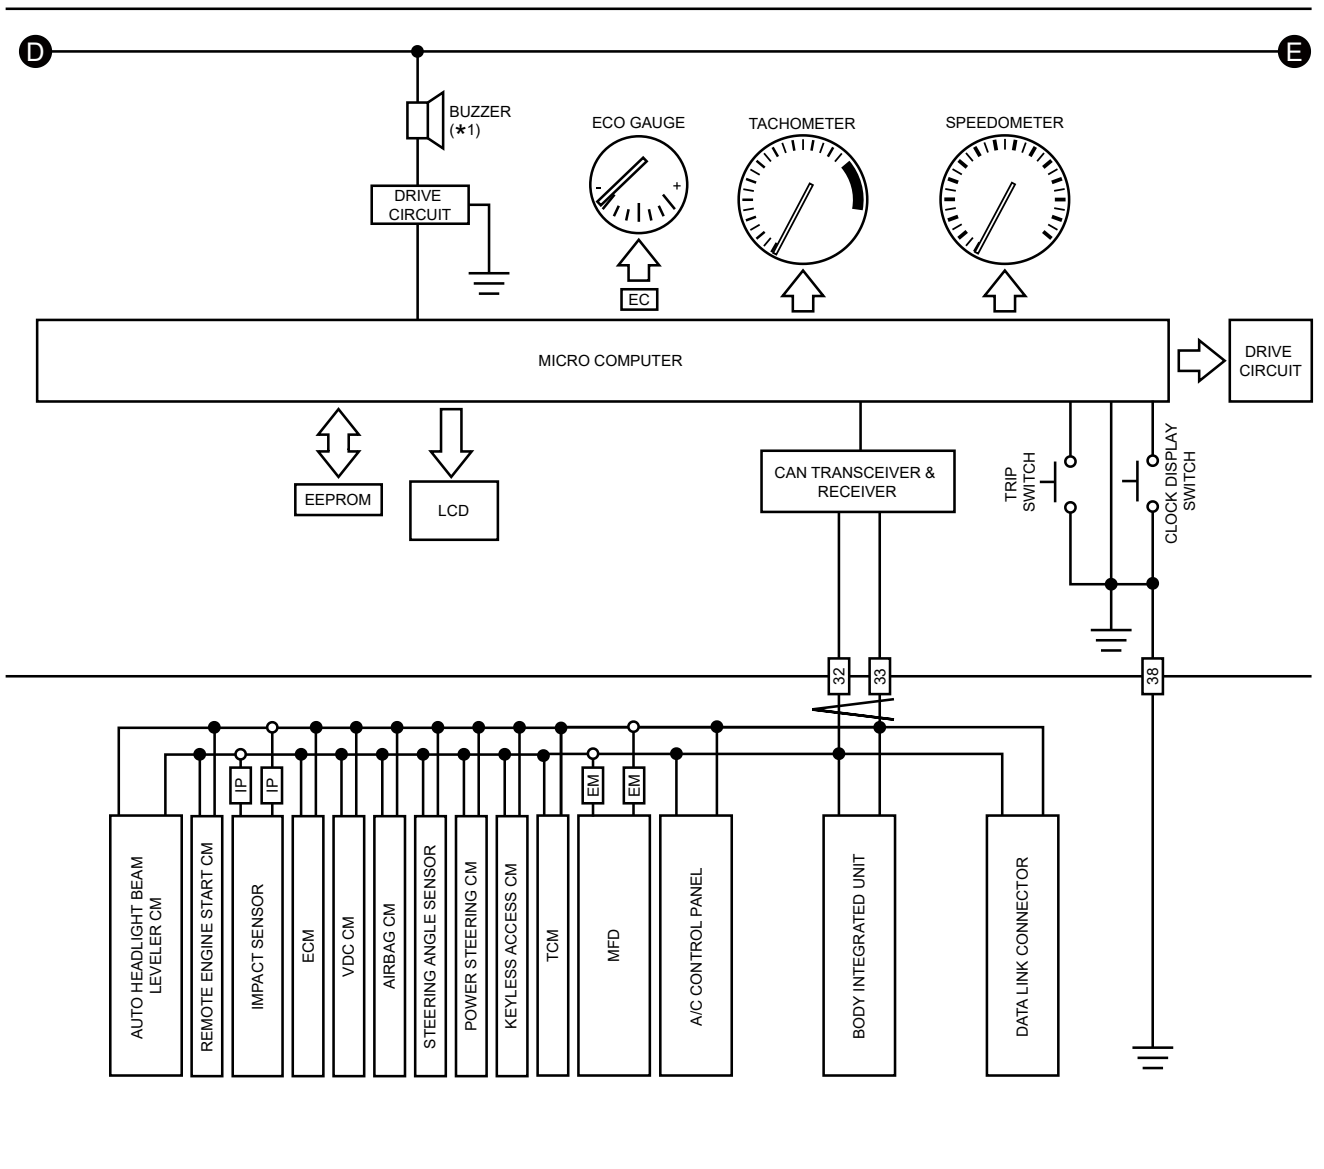 D
E
BUZZER
(*1)
ECO GAUGE
TACHOMETER
SPEEDOMETER
- +
DRIVE
CIRCUIT
EC
MICRO COMPUTER
DRIVE
CIRCUIT
EEPROM
LCD
CAN TRANSCEIVER &
RECEIVER
TRIP
SWITCH
CLOCK DISPLAY
SWITCH
32
33
38
IP
IP
EM
EM
AUTO HEADLIGHT BEAM
LEVELER CM
REMOTE ENGINE START CM
IMPACT SENSOR
ECM
VDC CM
AIRBAG CM
STEERING ANGLE SENSOR
POWER STEERING CM
KEYLESS ACCESS CM
TCM
MFD
A/C CONTROL PANEL
BODY INTEGRATED UNIT
DATA LINK CONNECTOR